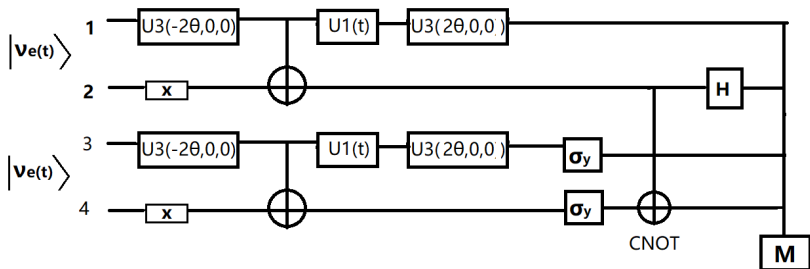 1 U3(-2θ,0,0) U1(t) U3(2θ,0,0)
|νe(t)⟩
2 x H
3 U3(-2θ,0,0) U1(t) U3(2θ,0,0)
|νe(t)⟩ σy
4 x σy
CNOT
M